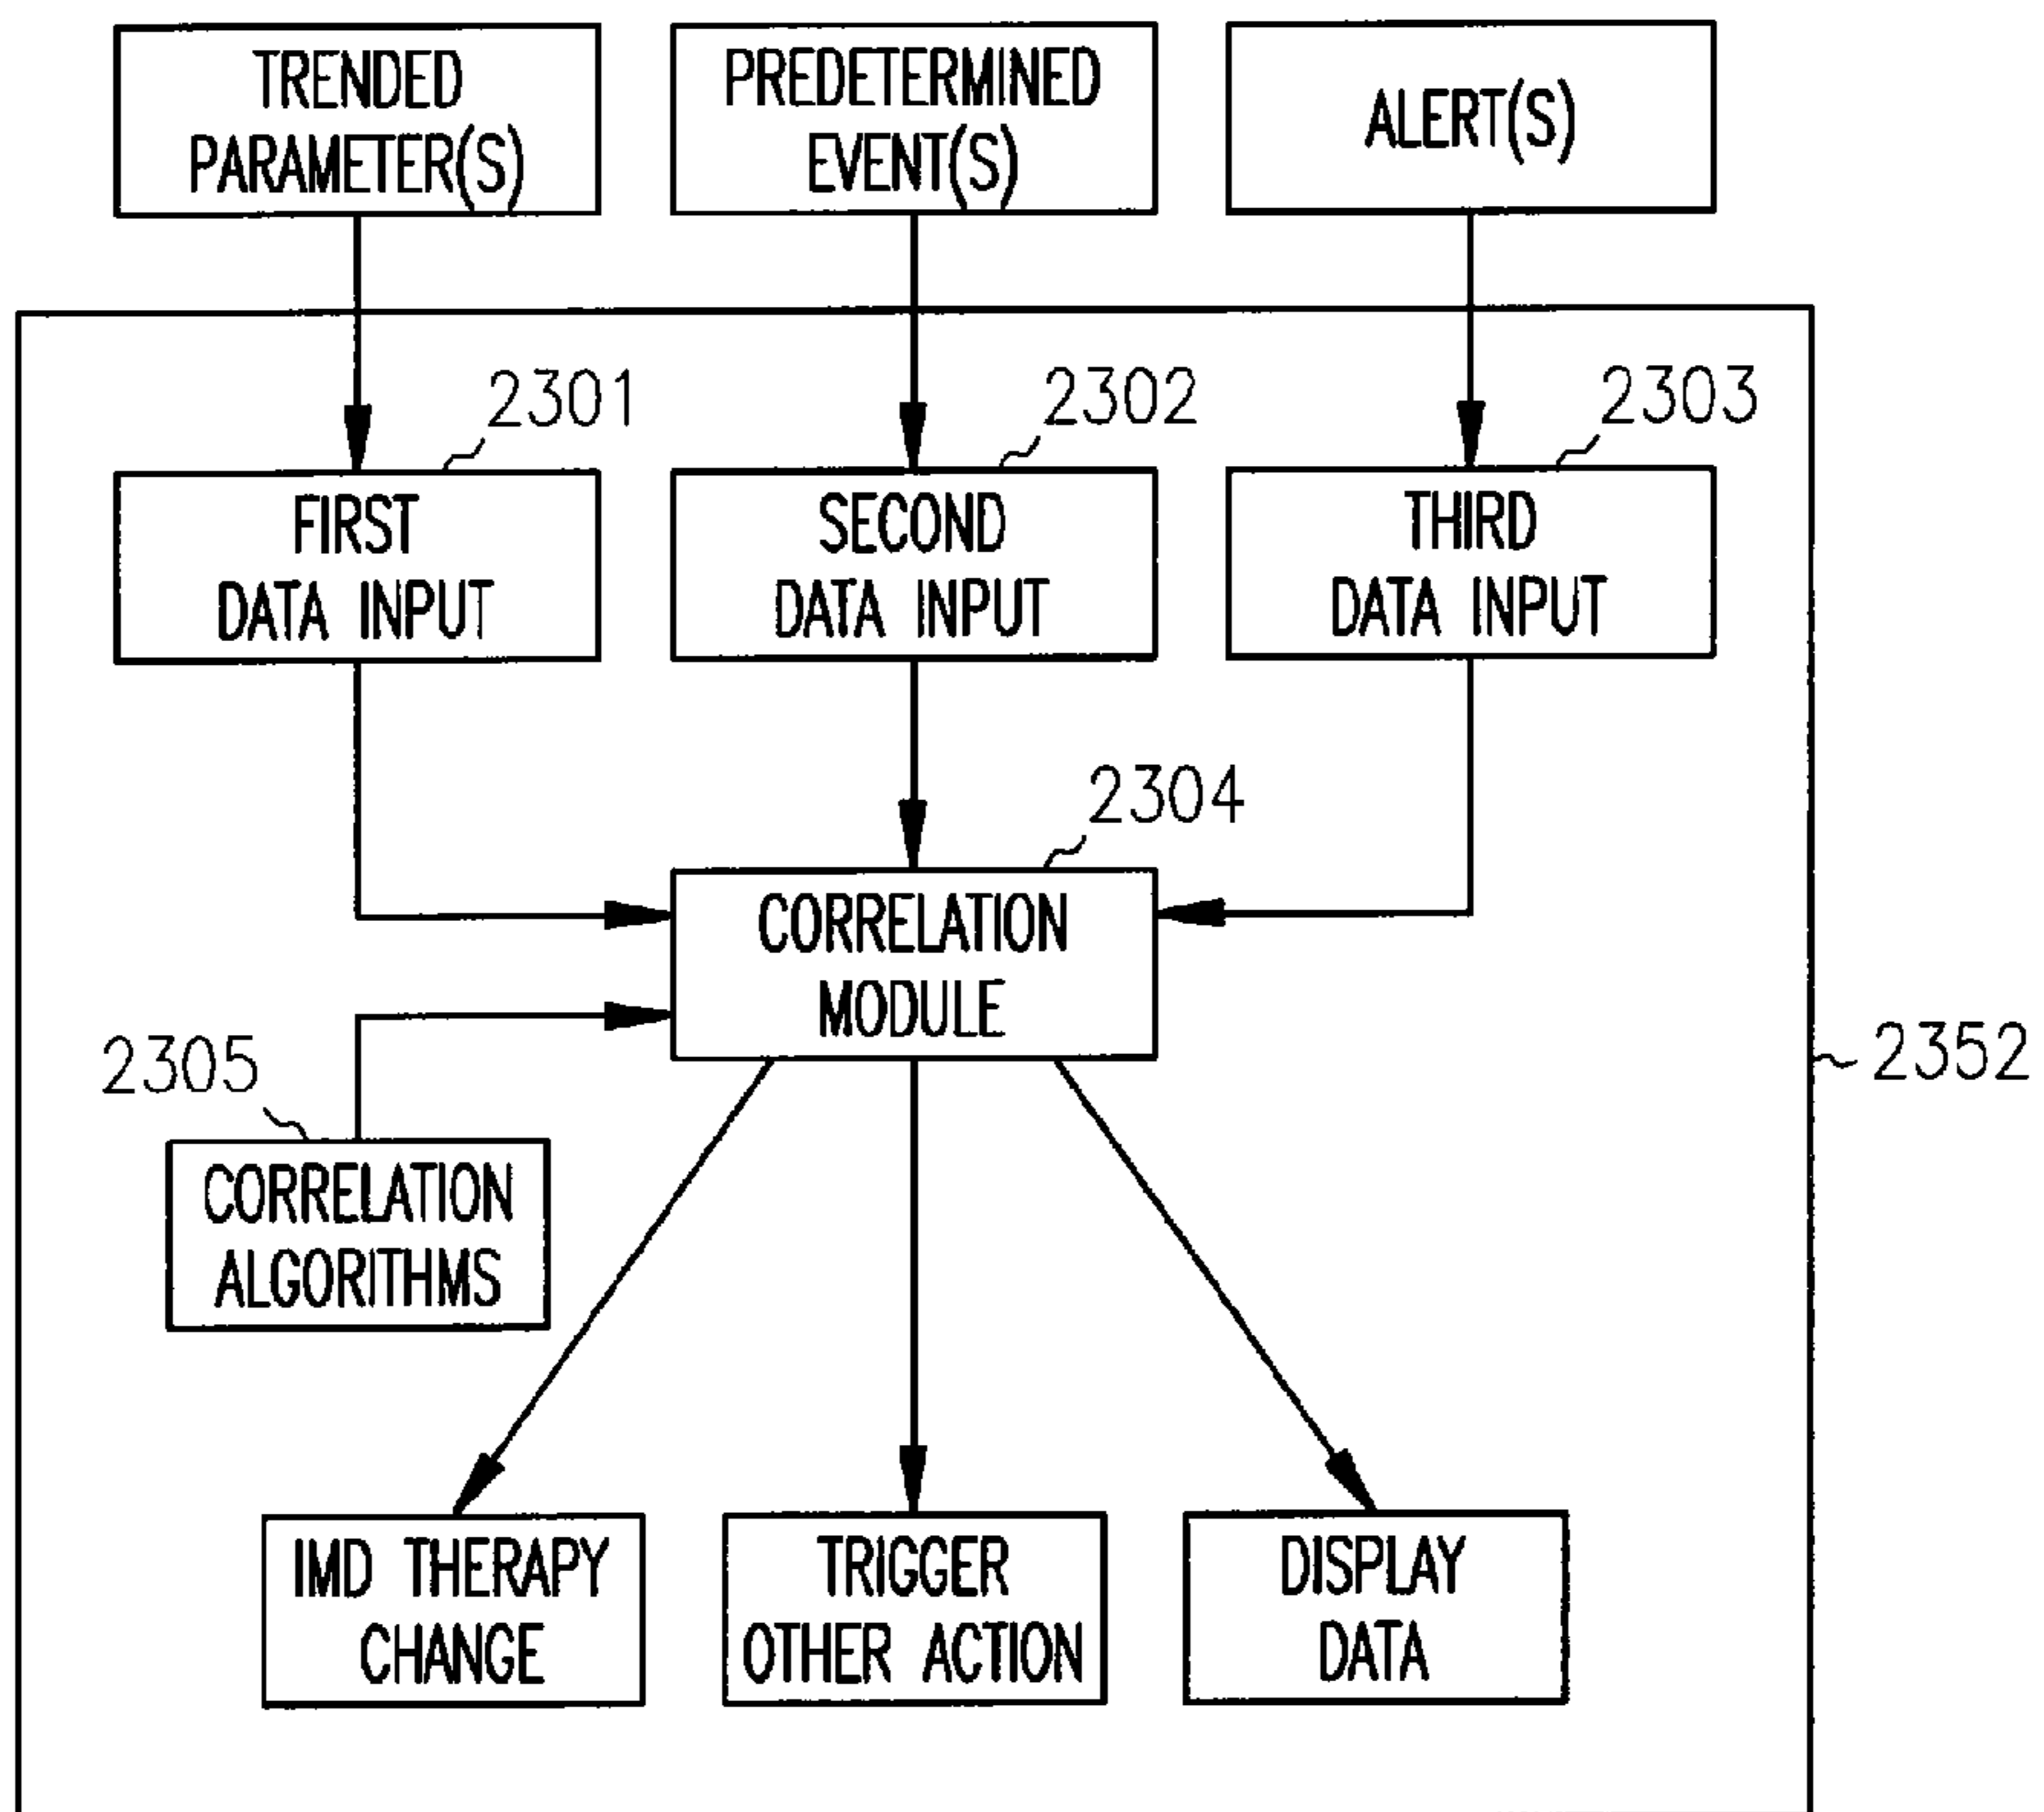 TRENDED
PARAMETER(S)
PREDETERMINED
EVENT(S)
ALERT(S)
2301
2302
2303
FIRST
DATA INPUT
SECOND
DATA INPUT
THIRD
DATA INPUT
2304
CORRELATION
MODULE
2305
2352
CORRELATION
ALGORITHMS
IMD THERAPY
CHANGE
TRIGGER
OTHER ACTION
DISPLAY
DATA